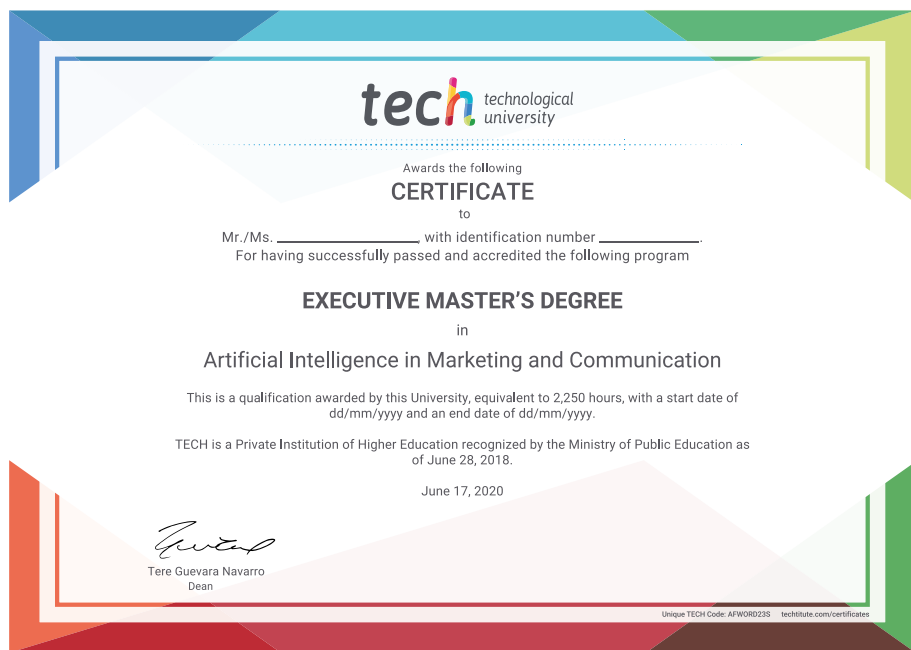 tech technological
university
Awards the following
CERTIFICATE
to
Mr./Ms. ____________________, with identification number ______________.
For having successfully passed and accredited the following program
EXECUTIVE MASTER'S DEGREE
in
Artificial Intelligence in Marketing and Communication
This is a qualification awarded by this University, equivalent to 2,250 hours, with a start date of
dd/mm/yyyy and an end date of dd/mm/yyyy.
TECH is a Private Institution of Higher Education recognized by the Ministry of Public Education as
of June 28, 2018.
June 17, 2020
Tere Guevara Navarro
Dean
Unique TECH Code: AFWORD23S techtitute.com/certificates